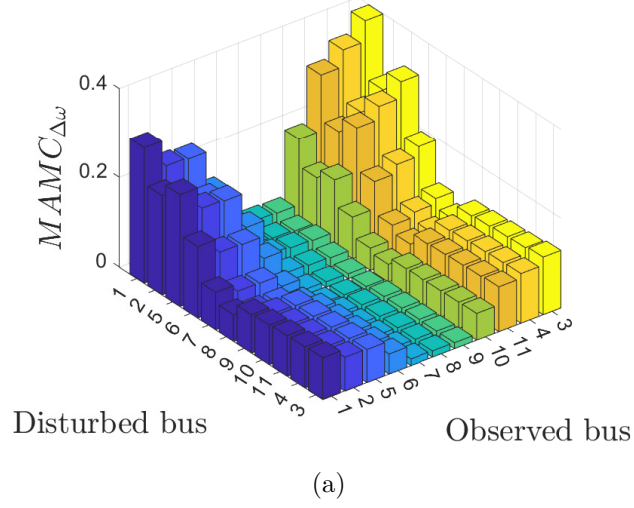 0.4
0.2
0
MAMC_{Δω}
1 2 5 6 7 8 9 10 11 4 3
1 2 5 6 7 8 9 10 11 4 3
Disturbed bus
Observed bus
(a)